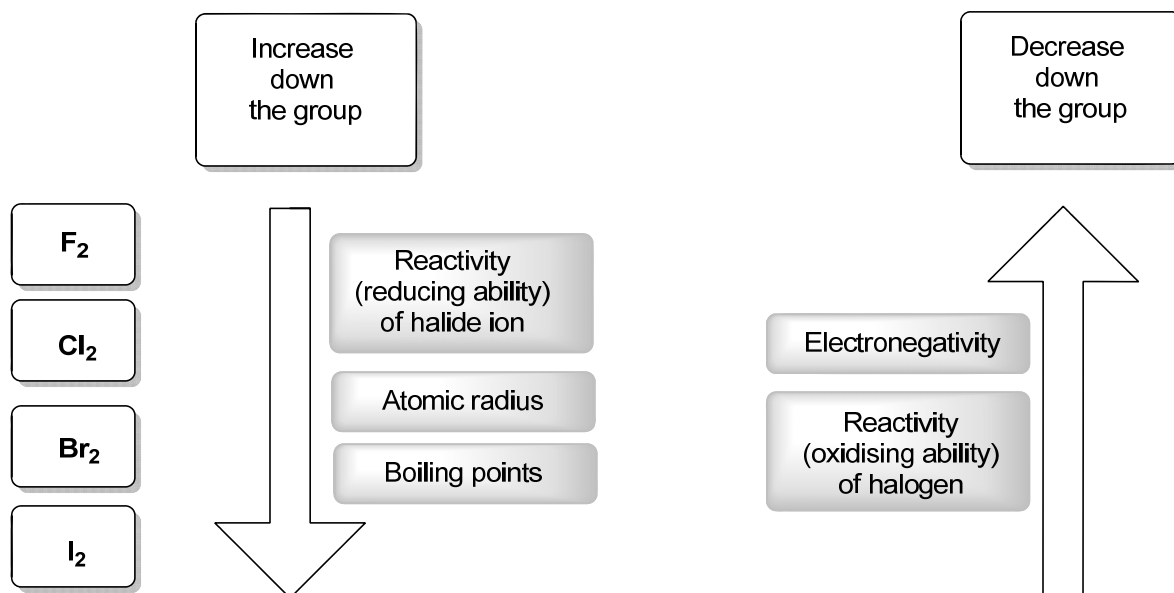 Increase
down
the group
Decrease
down
the group
F₂
Cl₂
Br₂
I₂
Reactivity
(reducing ability)
of halide ion
Atomic radius
Boiling points
Electronegativity
Reactivity
(oxidising ability)
of halogen